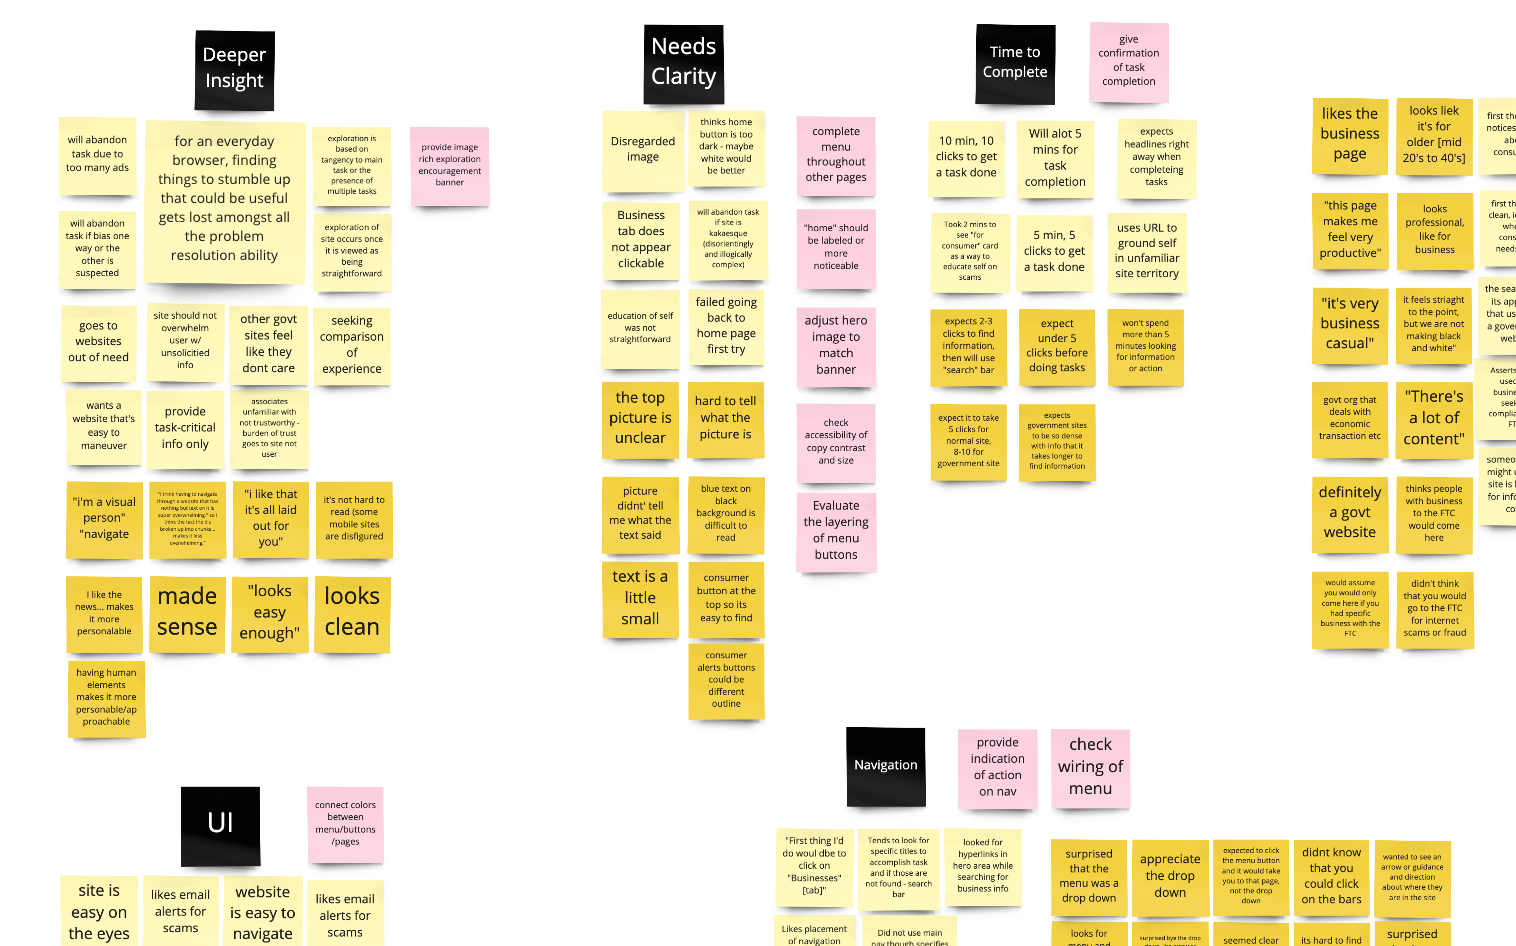 Deeper
Insight
will abandon
task due to
too many ads
for an everyday
browser, finding
things to stumble up
that could be useful
gets lost amongst all
the problem
resolution ability
exploration is
based on
tangency to main
task or the
presence of
multiple tasks
provide image
rich exploration
encouragement
banner
will abandon
task if bias one
way or the
other is
suspected
exploration of
site occurs once
it is viewed as
being
straightforward
goes to
websites
out of need
site should not
overwhelm
user w/
unsolicitied
info
other govt
sites feel
like they
dont care
seeking
comparison
of
experience
wants a
website that's
easy to
maneuver
provide
task-critical
info only
associates
unfamiliar with
not trustworthy -
burden of trust
goes to site not
user
"i'm a visual
person"
"navigate
"I think having to navigate
through a website that has
nothing but text on it is
super overwhelming." so I
think the fact the it's
broken up into chunks...
makes it less
overwhelming."
"i like that
it's all laid
out for
you"
it's not hard to
read (some
mobile sites
are disfigured
I like the
news... makes
it more
personalable
made
sense
"looks
easy
enough"
looks
clean
having human
elements
makes it more
personable/ap
proachable
Needs
Clarity
Disregarded
image
thinks home
button is too
dark - maybe
white would
be better
complete
menu
throughout
other pages
Business
tab does
not appear
clickable
will abandon task
if site is
kakaesque
(disorientingly
and illogically
complex)
"home" should
be labeled or
more
noticeable
education of self
was not
straightforward
failed going
back to
home page
first try
adjust hero
image to
match
banner
the top
picture is
unclear
hard to tell
what the
picture is
check
accessibility of
copy contrast
and size
picture
didnt' tell
me what the
text said
blue text on
black
background is
difficult to
read
Evaluate
the layering
of menu
buttons
text is a
little
small
consumer
button at the
top so its
easy to find
consumer
alerts buttons
could be
different
outline
Time to
Complete
give
confirmation
of task
completion
10 min, 10
clicks to get
a task done
Will alot 5
mins for
task
completion
expects
headlines right
away when
completeing
tasks
Took 2 mins to
see "for
consumer" card
as a way to
educate self on
scams
5 min, 5
clicks to get
a task done
uses URL to
ground self
in unfamiliar
site territory
expects 2-3
clicks to find
information,
then will use
"search" bar
expect
under 5
clicks before
doing tasks
won't spend
more than 5
minutes looking
for information
or action
expect it to take
5 clicks for
normal site,
8-10 for
government site
expects
government sites
to be so dense
with info that it
takes longer to
find information
likes the
business
page
looks liek
it's for
older [mid
20's to 40's]
first the
notices
"this page
makes me
feel very
productive"
looks
professional,
like for
business
first th
clean,
"it's very
business
casual"
it feels striaght
to the point,
but we are not
making black
and white"
the sea
its app
that us
a gover
web
govt org that
deals with
economic
transaction etc
"There's
a lot of
content"
Asserts
used
busine
seek
complia
FT
definitely
a govt
website
thinks people
with business
to the FTC
would come
here
someo
might u
site is
for info
would assume
you would only
come here if you
had specific
business with the
FTC
didn't think
that you would
go to the FTC
for internet
scams or fraud
UI
connect colors
between
menu/buttons
/pages
site is
easy on
the eyes
likes email
alerts for
scams
website
is easy to
navigate
likes email
alerts for
scams
Navigation
provide
indication
of action
on nav
check
wiring of
menu
"First thing I'd
do woul dbe to
click on
"Businesses"
[tab]"
Tends to look for
specific titles to
accomplish task
and if those are
not found - search
bar
looked for
hyperlinks in
hero area while
searching for
business info
Likes placement
of navigation
Did not use main
nav though specifies
surprised
that the
menu was a
drop down
appreciate
the drop
down
expected to click
the menu button
and it would take
you to that page,
not the drop
down
didnt know
that you
could click
on the bars
wanted to see an
arrow or guidance
and direction
about where they
are in the site
looks for
menu and
surprised bye the drop
seemed clear
its hard to find
surprised